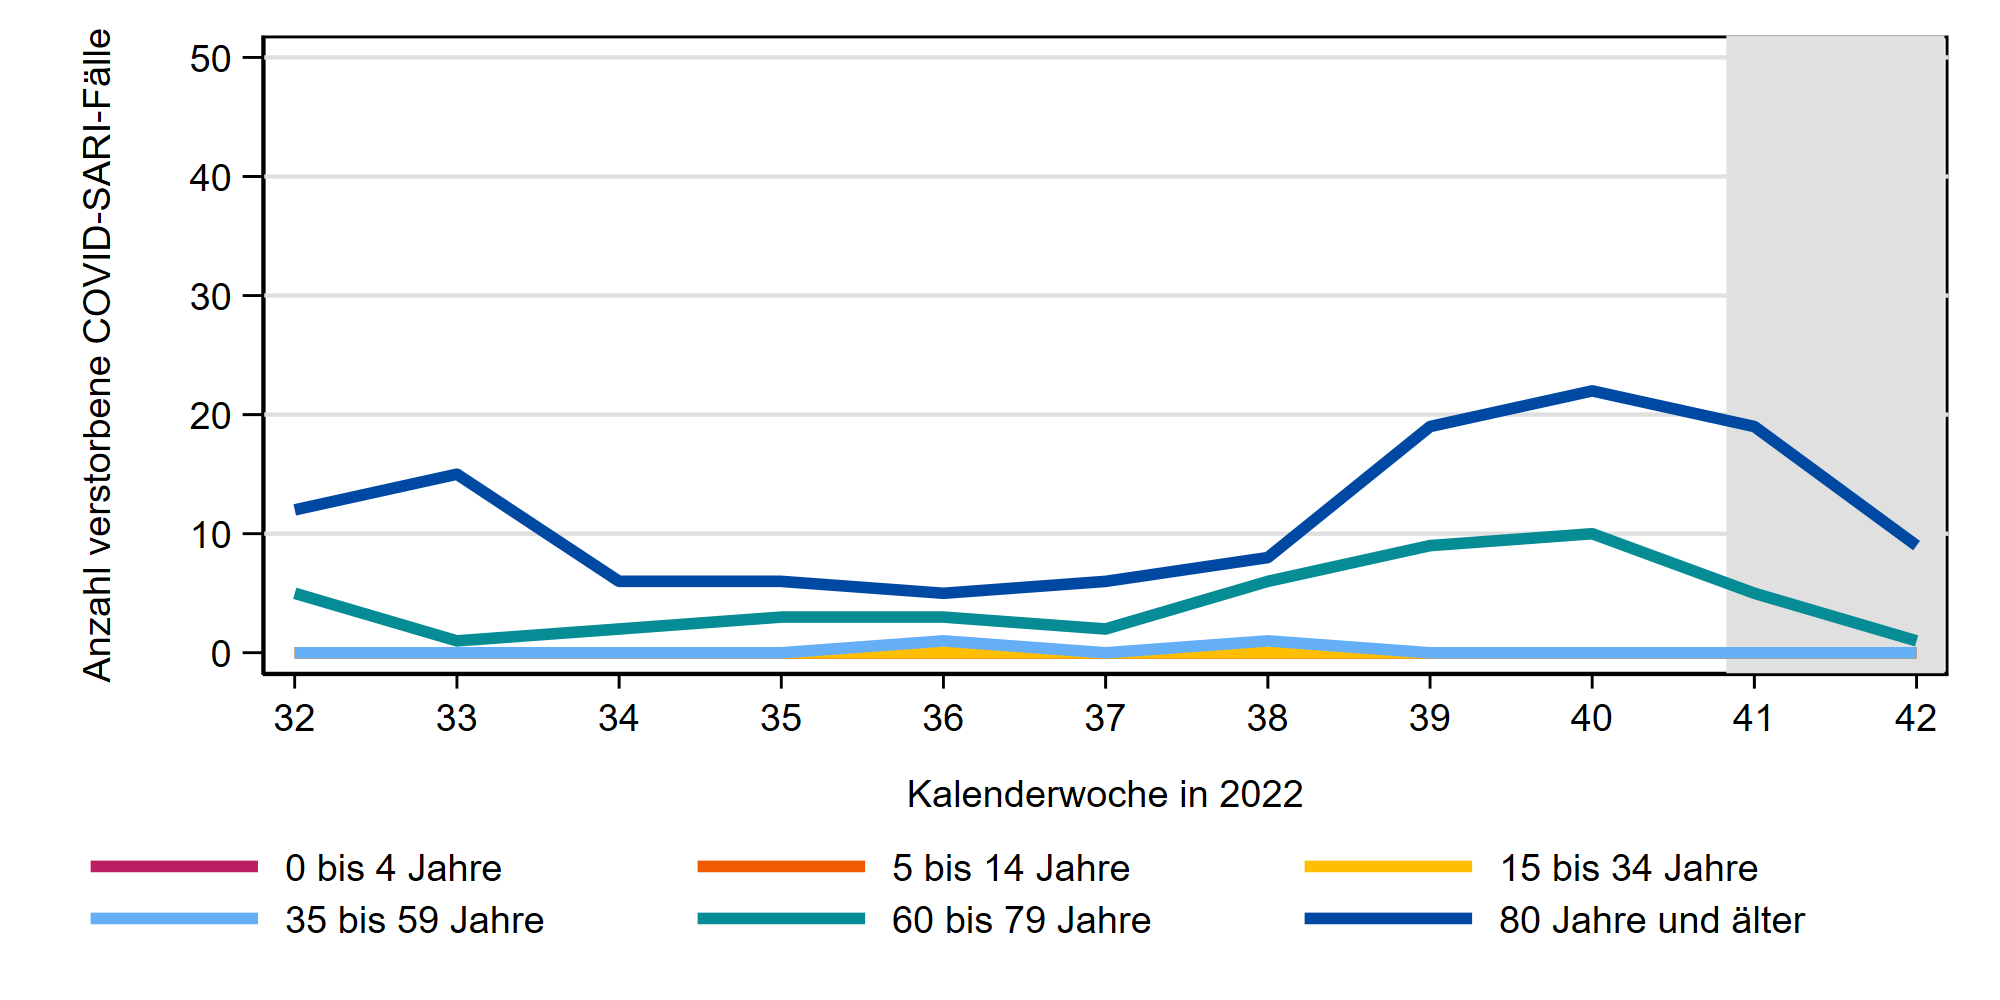 Anzahl verstorbene COVID-SARI-Fälle
50
40
30
20
10
0
32 33 34 35 36 37 38 39 40 41 42
Kalenderwoche in 2022
0 bis 4 Jahre 5 bis 14 Jahre 15 bis 34 Jahre
35 bis 59 Jahre 60 bis 79 Jahre 80 Jahre und älter